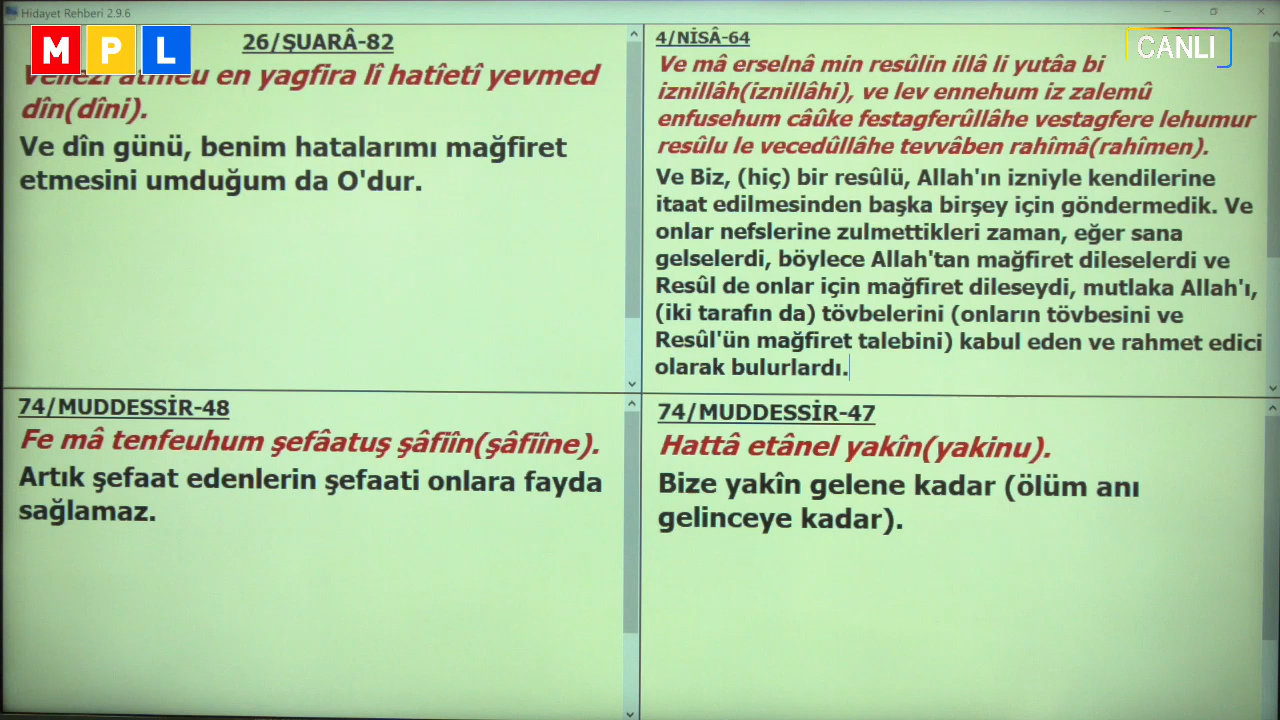 Hidayet Rehberi 2.9.6
MPL
CANLI
26/ŞUARÂ-82
en yagfira lî hatîetî yevmed
dîn(dîni).
Ve dîn günü, benim hatalarımı mağfiret
etmesini umduğum da O'dur.
4/NİSÂ-64
Ve mâ erselnâ min resûlin illâ li yutâa bi
iznillâh(iznillâhi), ve lev ennehum iz zalemû
enfusehum câûke festagferûllâhe vestagfere lehumur
resûlu le vecedûllâhe tevvâben rahîmâ(rahîmen).
Ve Biz, (hiç) bir resûlü, Allah'ın izniyle kendilerine
itaat edilmesinden başka birşey için göndermedik. Ve
onlar nefslerine zulmettikleri zaman, eğer sana
gelselerdi, böylece Allah'tan mağfiret dileselerdi ve
Resûl de onlar için mağfiret dileseydi, mutlaka Allah'ı,
(iki tarafın da) tövbelerini (onların tövbesini ve
Resûl'ün mağfiret talebini) kabul eden ve rahmet edici
olarak bulurlardı.
74/MUDDESSİR-48
Fe mâ tenfeuhum şefâatuş şâfiîn(şâfiîne).
Artık şefaat edenlerin şefaati onlara fayda
sağlamaz.
74/MUDDESSİR-47
Hattâ etânel yakîn(yakinu).
Bize yakîn gelene kadar (ölüm anı
gelinceye kadar).